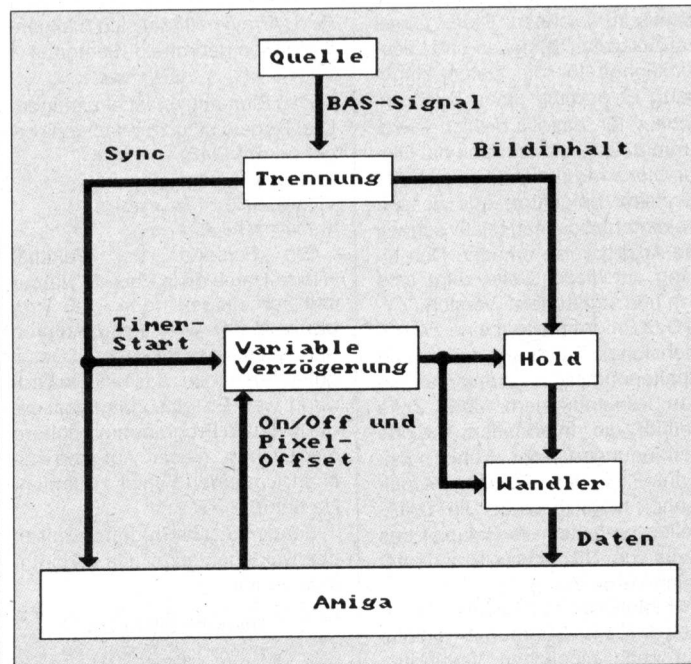 Quelle
BAS-Signal
Sync
Bildinhalt
Trennung
Timer-
Start
Variable
Verzögerung
Hold
On/Off und
Pixel-
Offset
Wandler
Daten
Amiga